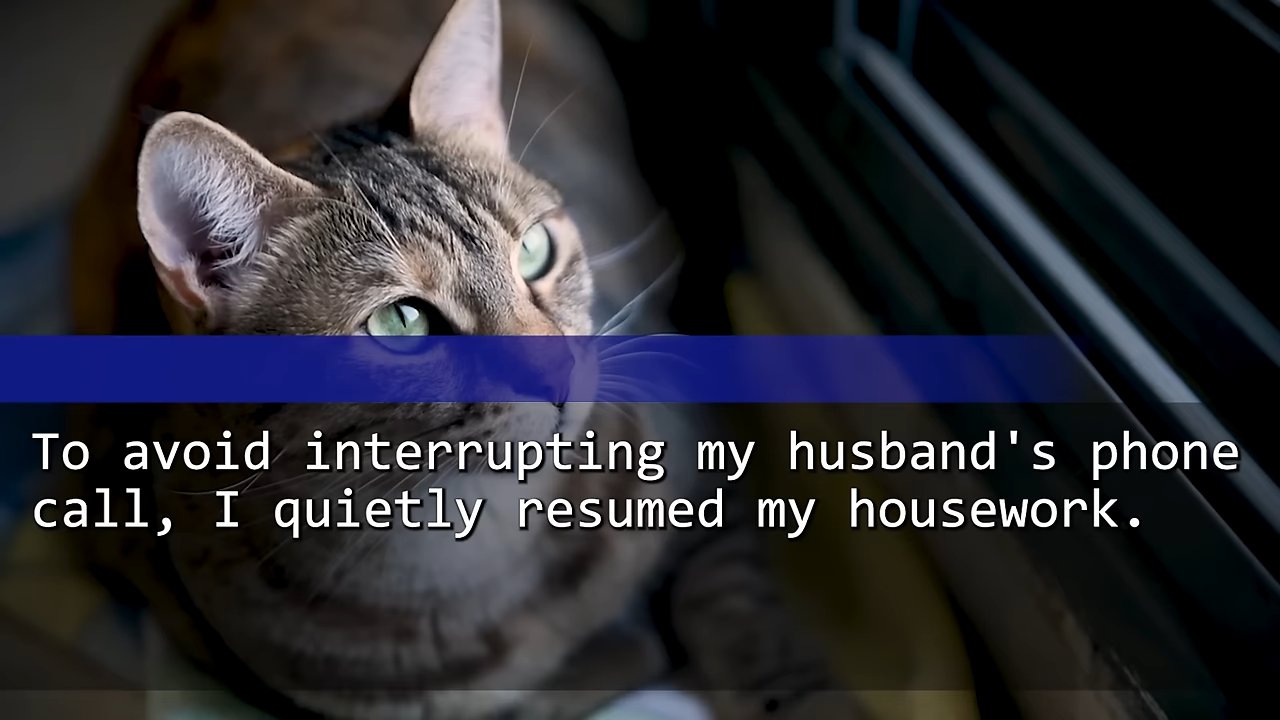 To avoid interrupting my husband's phone
call, I quietly resumed my housework.